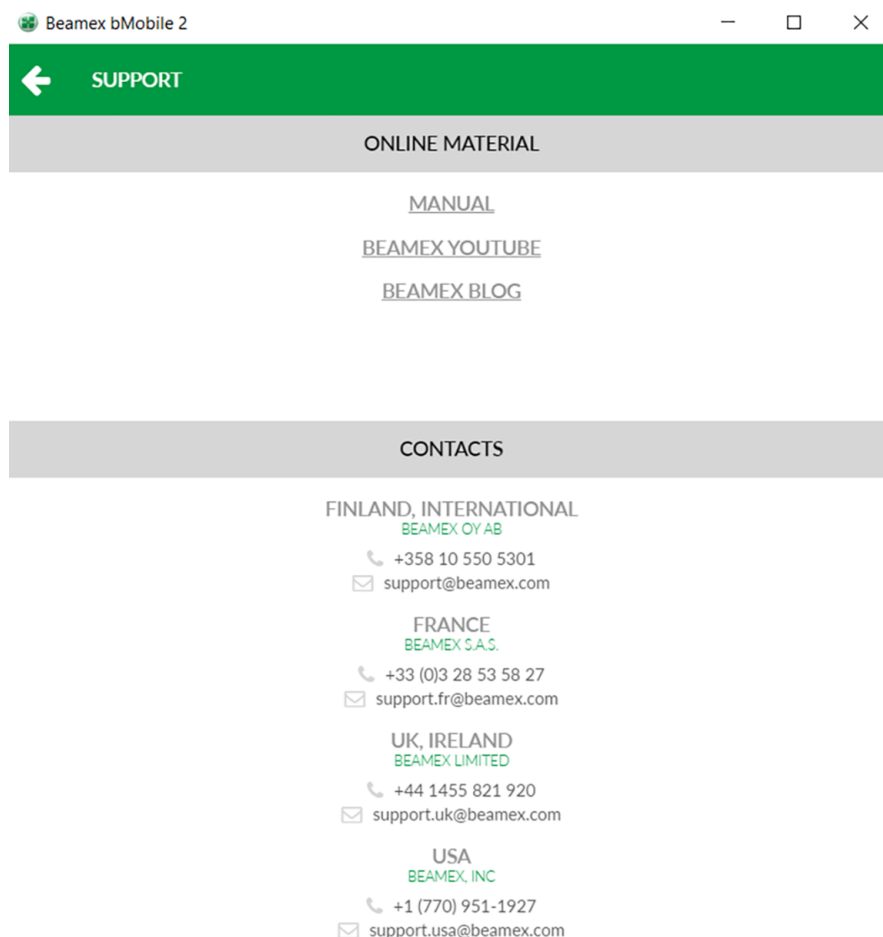 Beamex bMobile 2
SUPPORT
ONLINE MATERIAL
MANUAL
BEAMEX YOUTUBE
BEAMEX BLOG
CONTACTS
FINLAND, INTERNATIONAL
BEAMEX OY AB
+358 10 550 5301
support@beamex.com
FRANCE
BEAMEX S.A.S.
+33 (0)3 28 53 58 27
support.fr@beamex.com
UK, IRELAND
BEAMEX LIMITED
+44 1455 821 920
support.uk@beamex.com
USA
BEAMEX, INC
+1 (770) 951-1927
support.usa@beamex.com